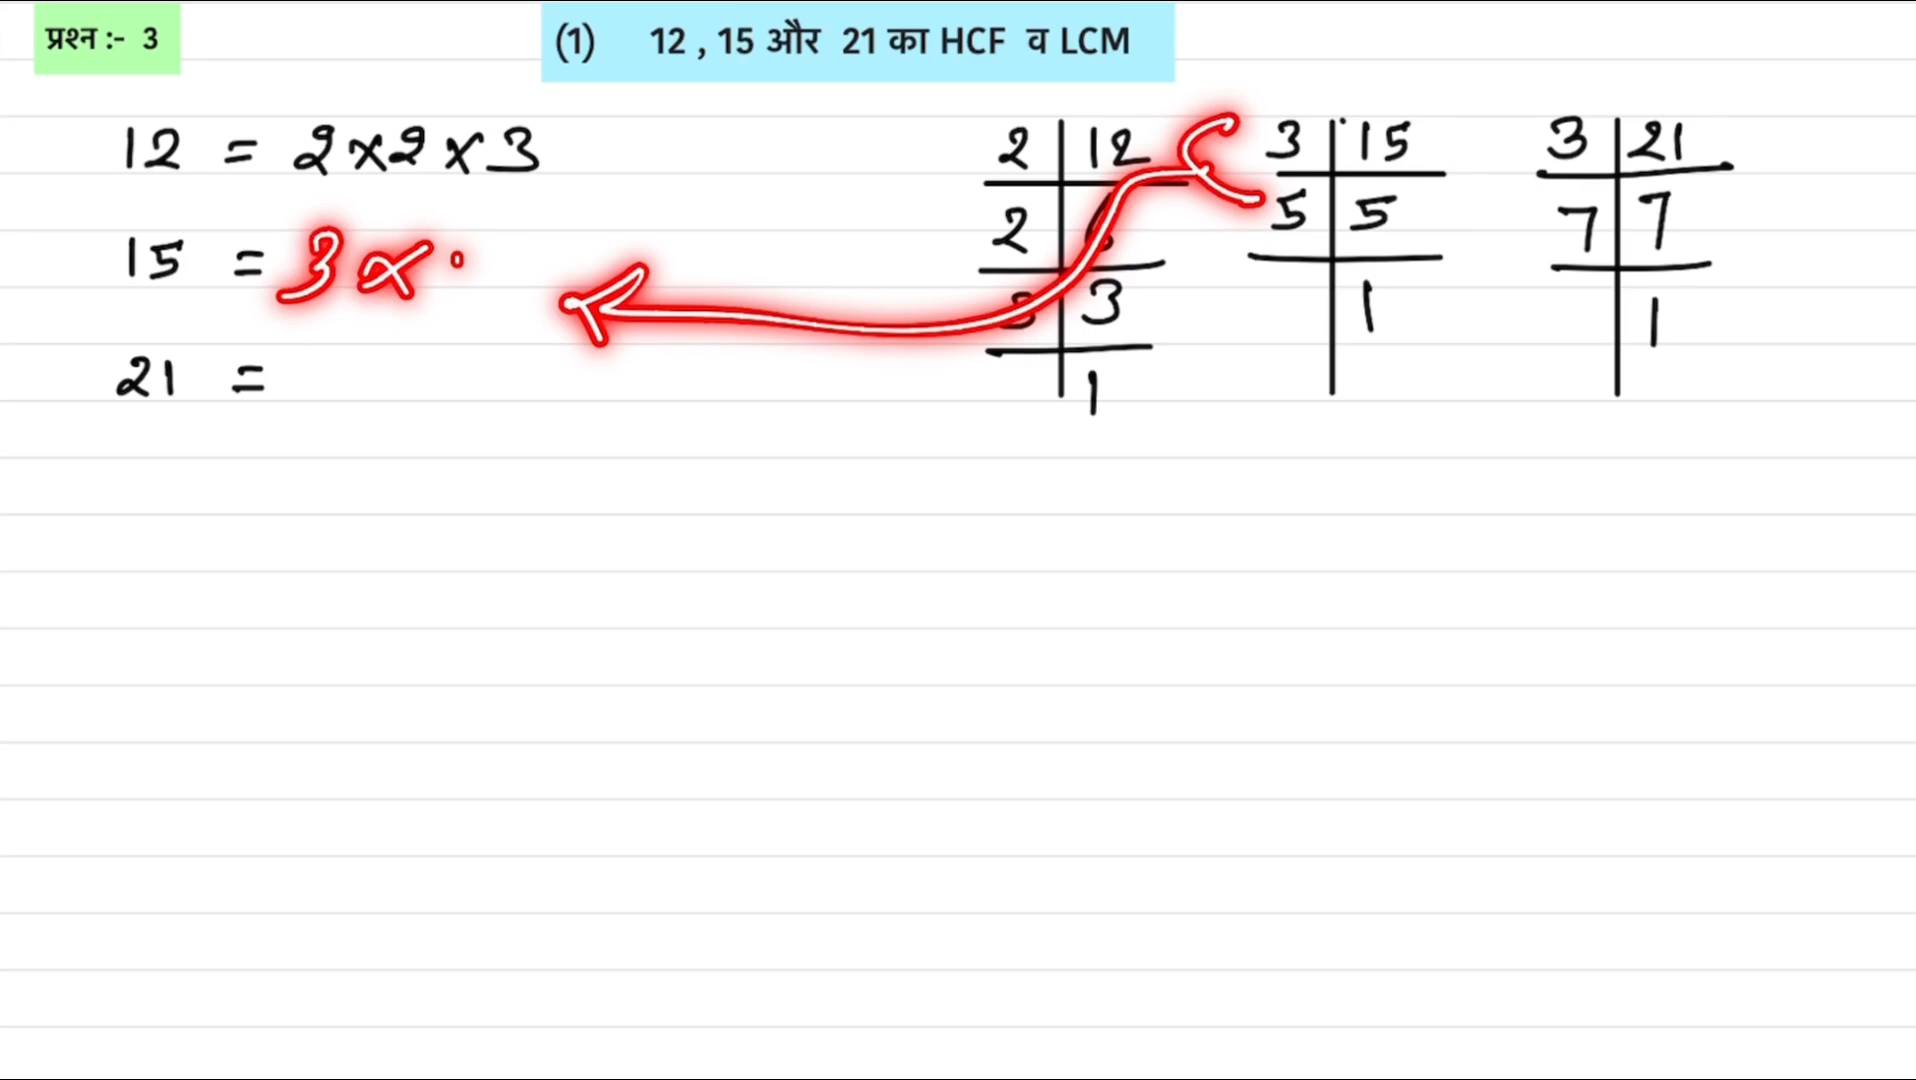 प्रश्न :- 3
(1) 12 , 15 और 21 का HCF व LCM
12 = 2×2×3
15 = 3×
21 =
2 | 12
2 | 6
3 | 3
1
3 | 15
5 | 5
1
3 | 21
7 | 7
1